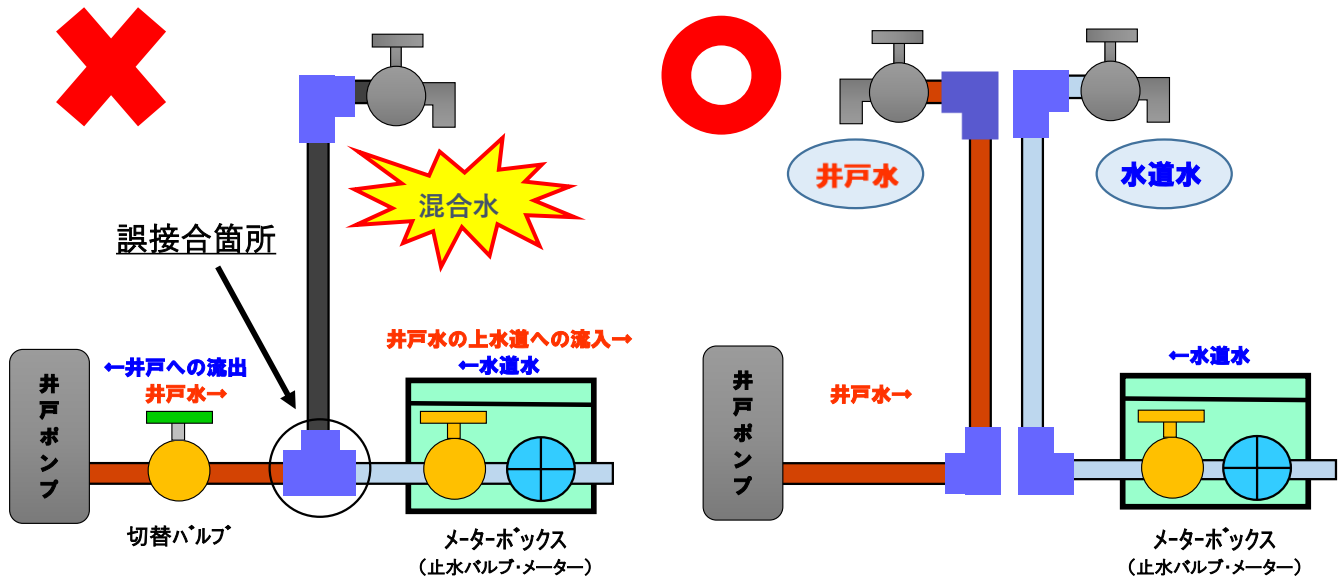 混合水
誤接合箇所
井戸水の上水道への流入→
←水道水
←井戸への流出
井戸水→
井戸ポンプ
切替バルブ
メーターボックス
(止水バルブ・メーター)
井戸水
水道水
井戸水→
←水道水
井戸ポンプ
メーターボックス
(止水バルブ・メーター)